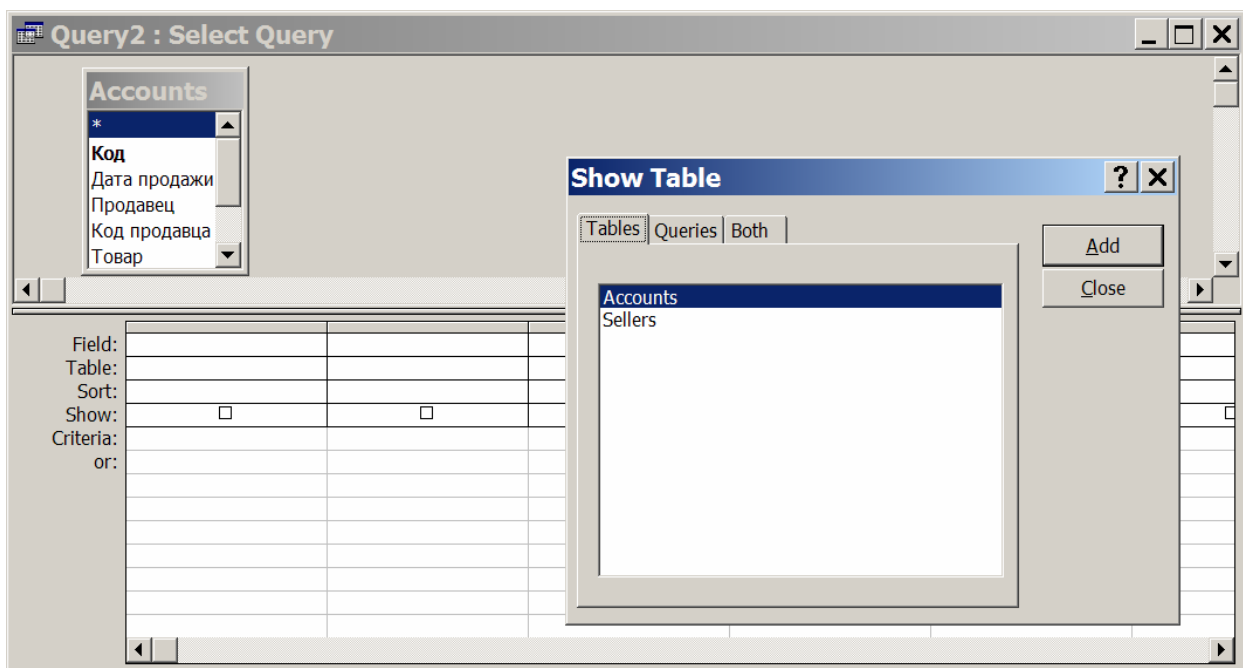 Query2 : Select Query
Accounts
*
Код
Дата продажи
Продавец
Код продавца
Товар
Show Table
Tables Queries Both
Add
Close
Accounts
Sellers
Field:
Table:
Sort:
Show:
Criteria:
or: